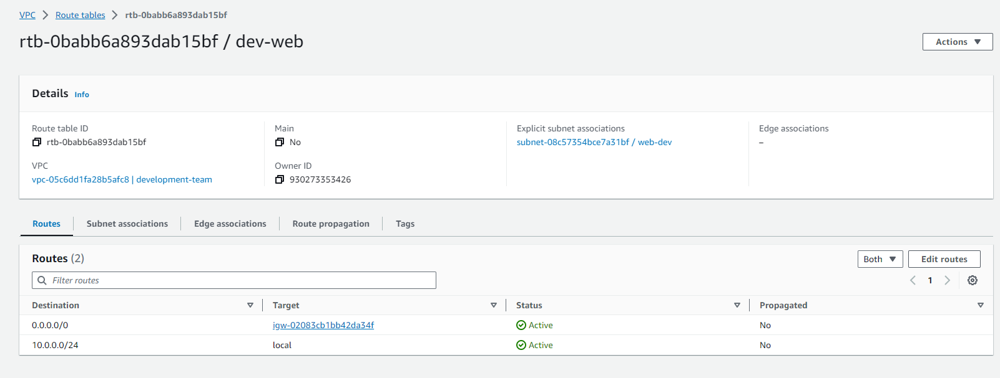 VPC > Route tables > rtb-0babb6a893dab15bf
rtb-0babb6a893dab15bf / dev-web
Actions
Details Info
Route table ID
rtb-0babb6a893dab15bf
Main
No
Explicit subnet associations
subnet-08c57354bce7a31bf / web-dev
Edge associations
–
VPC
vpc-05c6dd1fa28b5afc8 | development-team
Owner ID
930273353426
Routes Subnet associations Edge associations Route propagation Tags
Routes (2)
Both Edit routes
Filter routes
1
Destination Target Status Propagated
0.0.0.0/0 igw-02083cb1bb42da34f Active No
10.0.0.0/24 local Active No